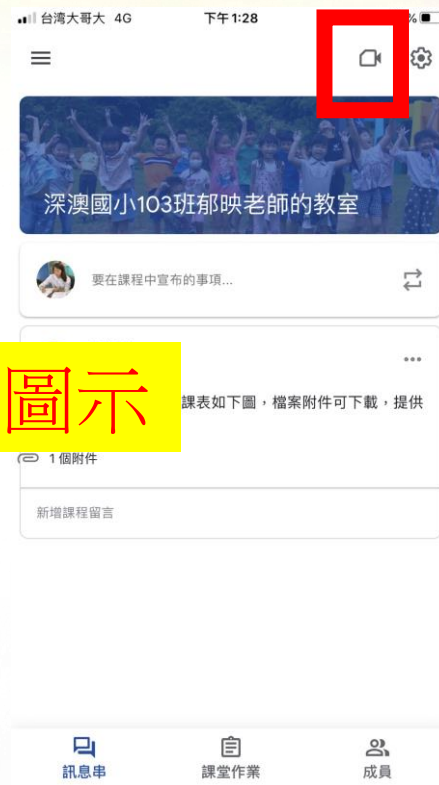 台湾大哥大 4G 下午1:28 %
深澳國小103班郁映老師的教室
要在課程中宣布的事項...
圖示
課表如下圖，檔案附件可下載，提供
1 個附件
新增課程留言
訊息串 課堂作業 成員